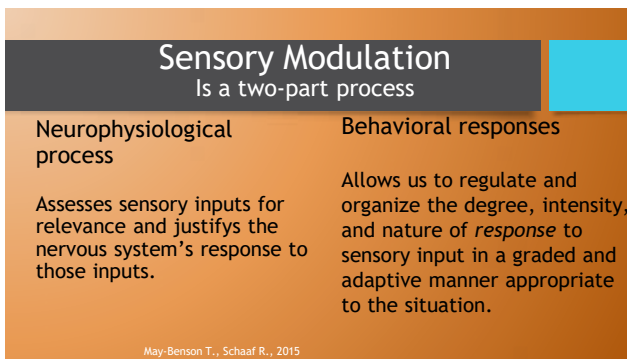 Sensory Modulation
Is a two-part process
Neurophysiological
process
Assesses sensory inputs for
relevance and justifys the
nervous system's response to
those inputs.
Behavioral responses
Allows us to regulate and
organize the degree, intensity,
and nature of response to
sensory input in a graded and
adaptive manner appropriate
to the situation.
May-Benson T., Schaaf R., 2015